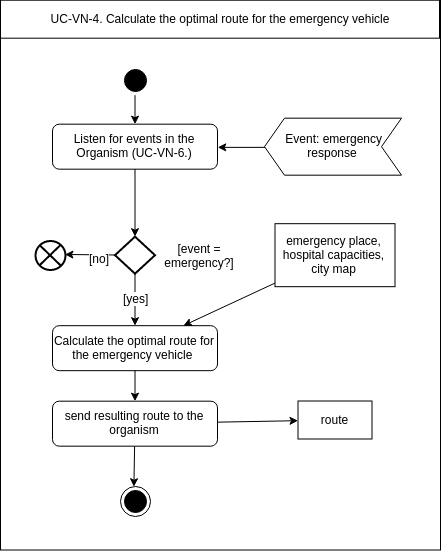 UC-VN-4. Calculate the optimal route for the emergency vehicle
Listen for events in the
Organism (UC-VN-6.)
Event: emergency
response
[no]
[event =
emergency?]
emergency place,
hospital capacities,
city map
[yes]
Calculate the optimal route for
the emergency vehicle
send resulting route to the
organism
route